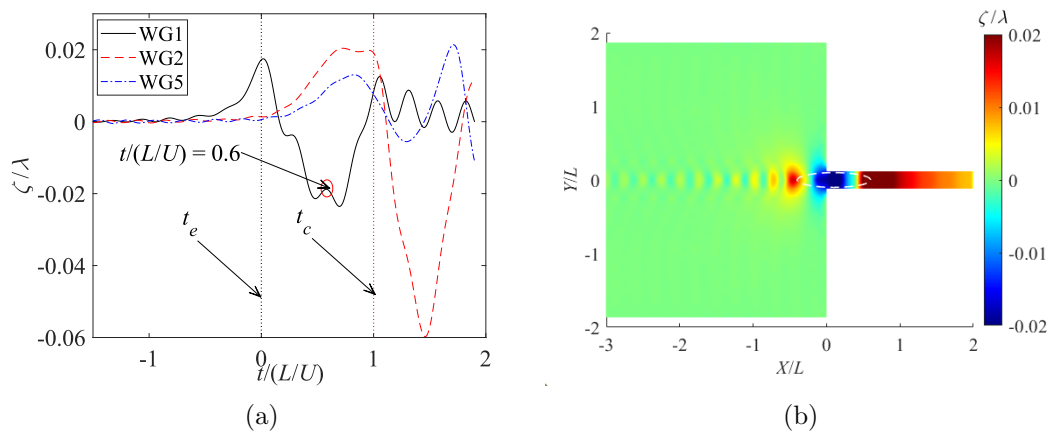 WG1
WG2
WG5
0.02
0
-0.02
-0.04
-0.06
ζ/λ
t/(L/U) = 0.6
t_e
t_c
-1
0
1
2
t/(L/U)
(a)
ζ/λ
2
1
0
-1
-2
Y/L
-3
-2
-1
0
1
2
X/L
0.02
0.01
0
-0.01
-0.02
(b)